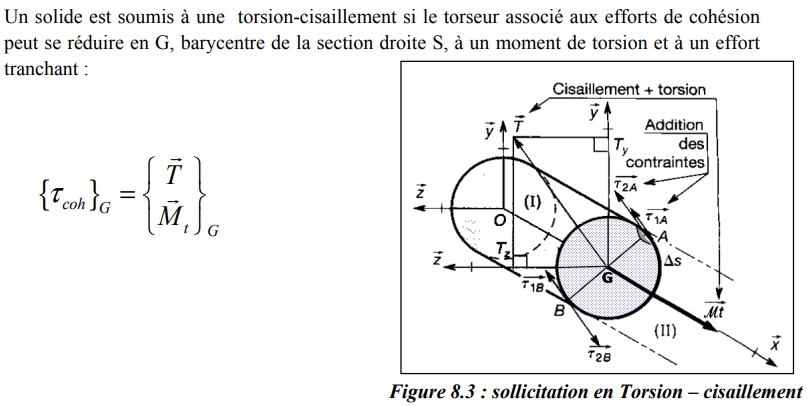 Un solide est soumis à une torsion-cisaillement si le torseur associé aux efforts de cohésion
peut se réduire en G, barycentre de la section droite S, à un moment de torsion et à un effort
tranchant :
{τcoh}G = {T⃗ M⃗t}G
Cisaillement + torsion
y⃗ T⃗ y⃗ Addition
Ty des
contraintes
z⃗ (I) τ2A
O τ1A
A
z⃗ Tz G Δs
τ1B
B Mt
(II) x⃗
τ2B
Figure 8.3 : sollicitation en Torsion – cisaillement